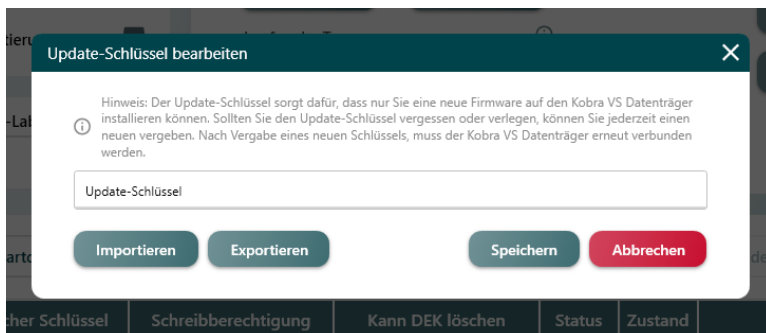 Update-Schlüssel bearbeiten
Hinweis: Der Update-Schlüssel sorgt dafür, dass nur Sie eine neue Firmware auf den Kobra VS Datenträger
installieren können. Sollten Sie den Update-Schlüssel vergessen oder verlegen, können Sie jederzeit einen
neuen vergeben. Nach Vergabe eines neuen Schlüssels, muss der Kobra VS Datenträger erneut verbunden
werden.
Update-Schlüssel
Importieren Exportieren Speichern Abbrechen
cher Schlüssel Schreibberechtigung Kann DEK löschen Status Zustand